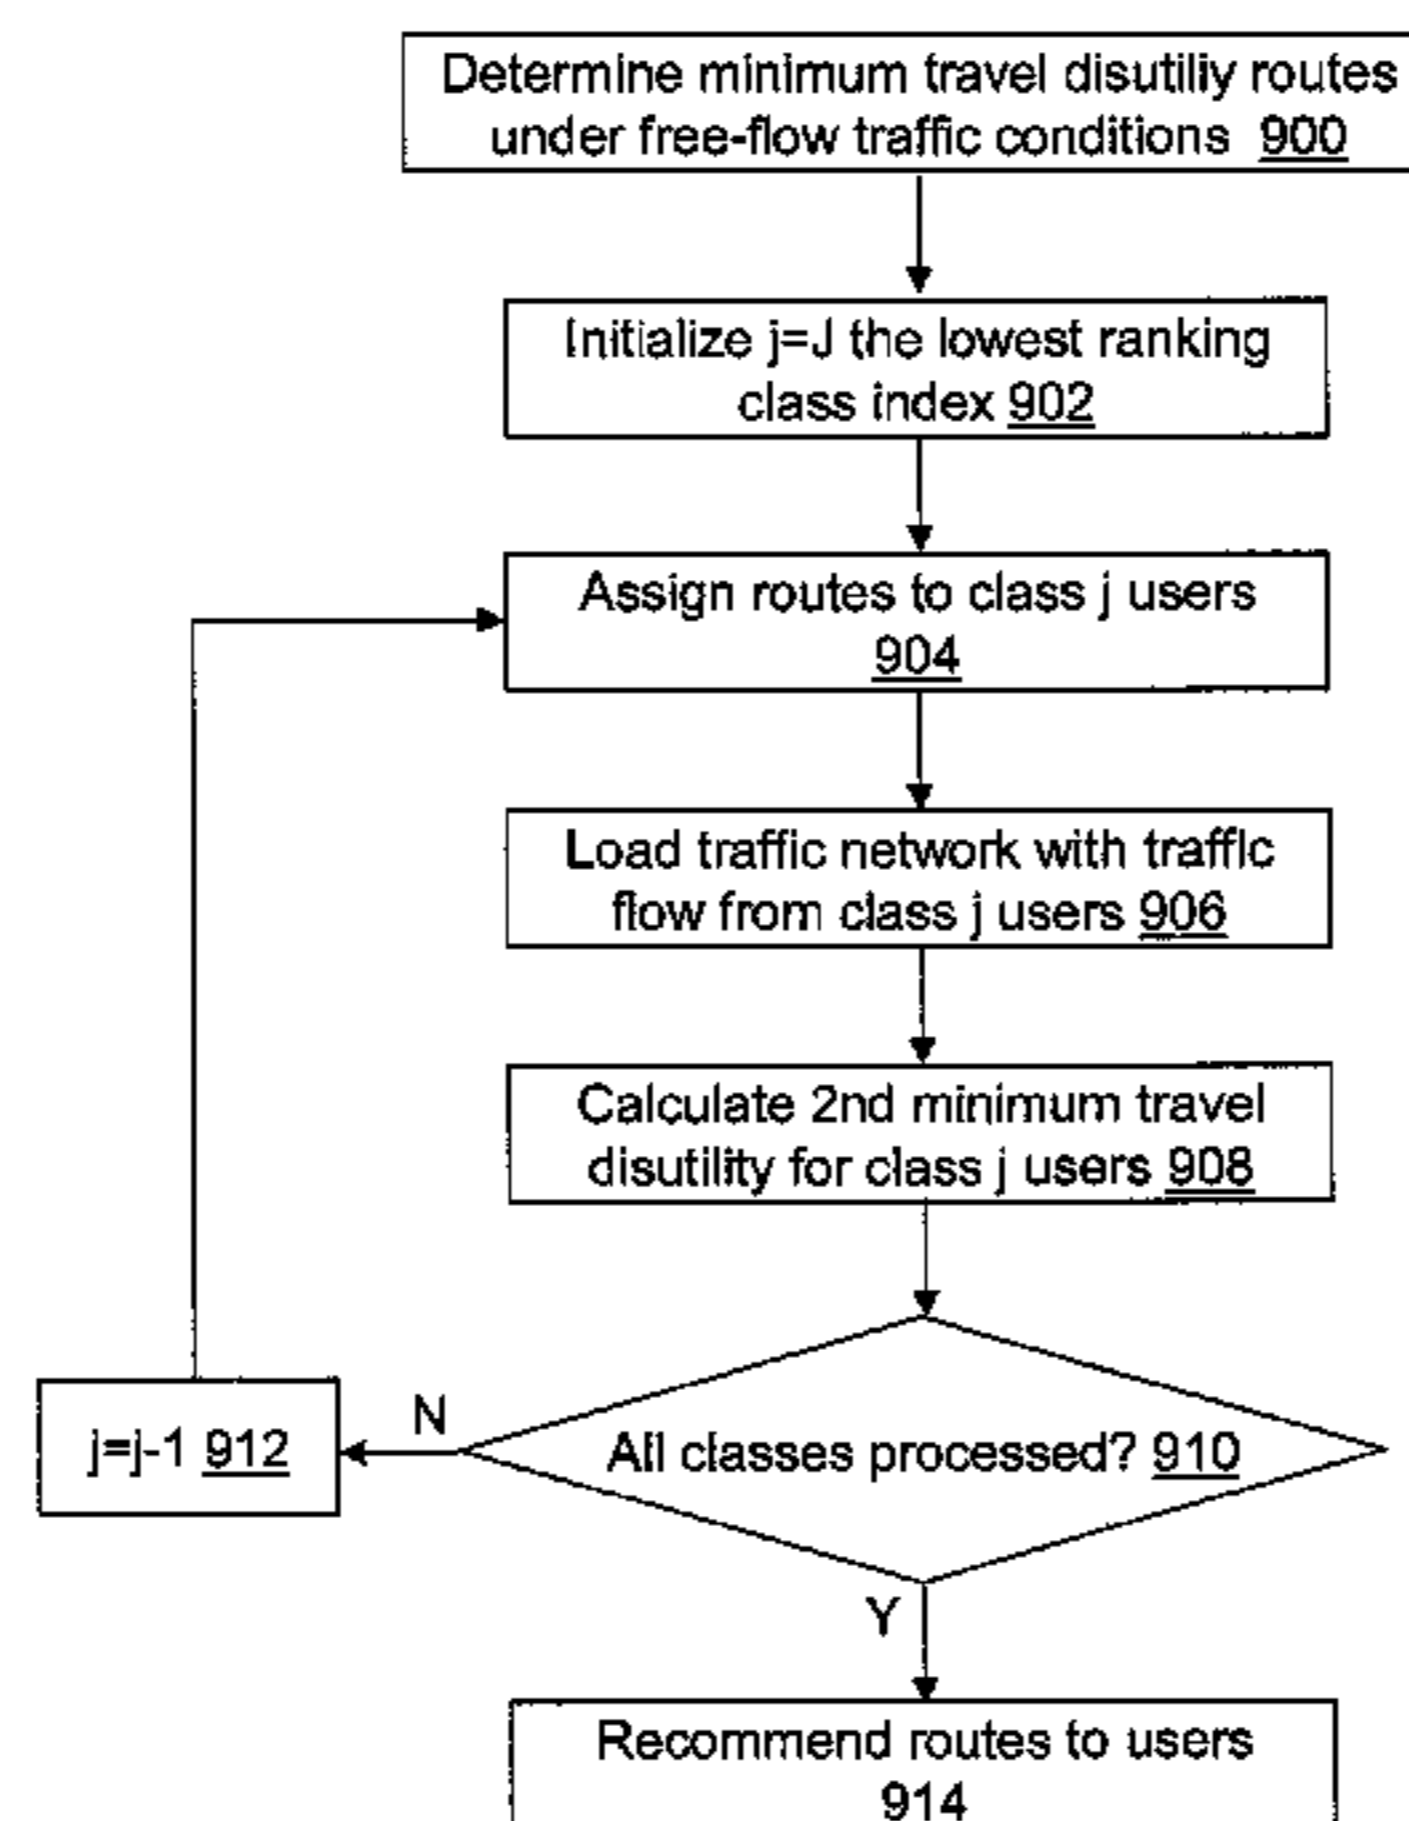 Determine minimum travel disutiliy routes
under free-flow traffic conditions 900
Initialize j=J the lowest ranking
class index 902
Assign routes to class j users
904
Load traffic network with traffic
flow from class j users 906
Calculate 2nd minimum travel
disutility for class j users 908
All classes processed? 910
N
j=j-1 912
Y
Recommend routes to users
914